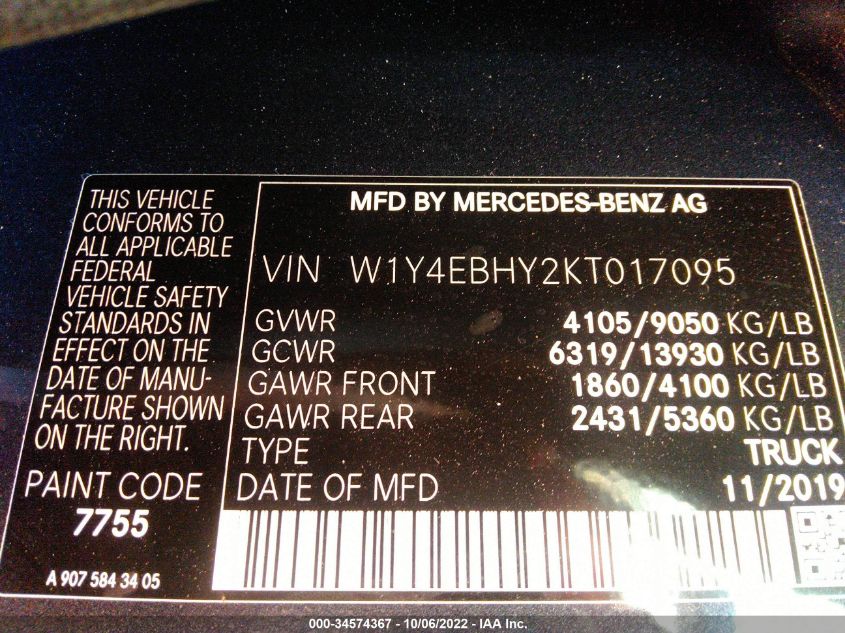 THIS VEHICLE
CONFORMS TO
ALL APPLICABLE
FEDERAL
VEHICLE SAFETY
STANDARDS IN
EFFECT ON THE
DATE OF MANU-
FACTURE SHOWN
ON THE RIGHT.
PAINT CODE
7755
A 907 584 34 05
MFD BY MERCEDES-BENZ AG
VIN W1Y4EBHY2KT017095
GVWR 4105/9050 KG/LB
GCWR 6319/13930 KG/LB
GAWR FRONT 1860/4100 KG/LB
GAWR REAR 2431/5360 KG/LB
TYPE TRUCK
DATE OF MFD 11/2019
000-34574367 - 10/06/2022 - IAA Inc.